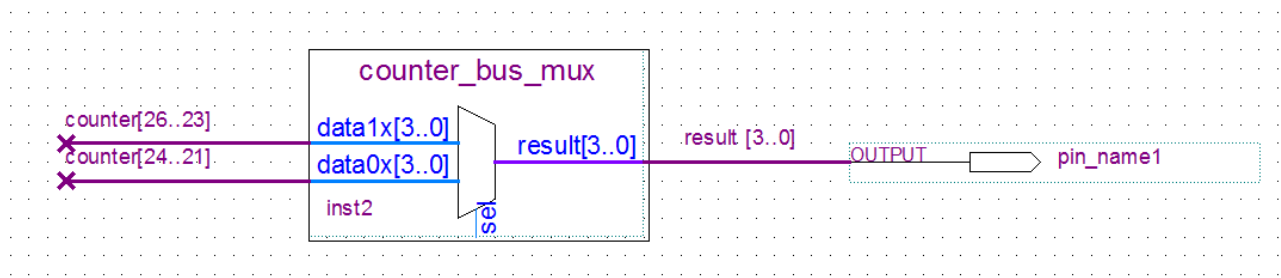 counter_bus_mux
counter[26..23]
data1x[3..0]
counter[24..21]
data0x[3..0]
result[3..0]
result [3..0]
OUTPUT
pin_name1
inst2
sel